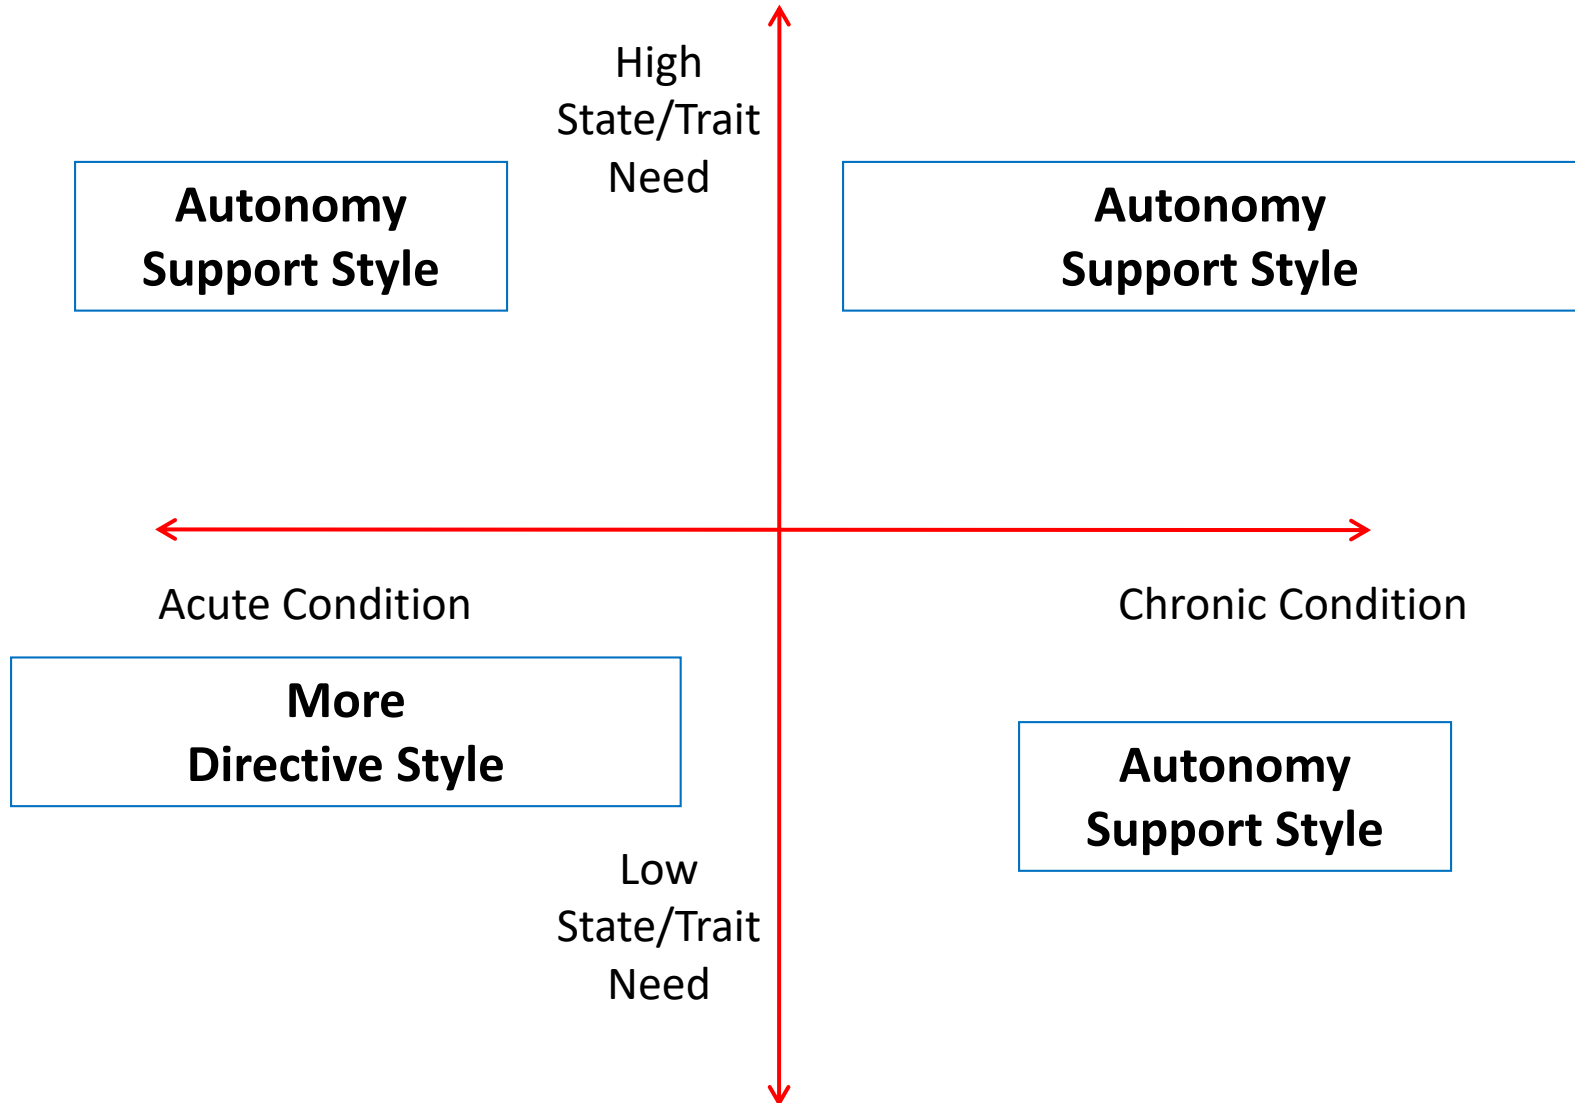 High
State/Trait
Need
Autonomy
Support Style
Autonomy
Support Style
Acute Condition
Chronic Condition
More
Directive Style
Autonomy
Support Style
Low
State/Trait
Need